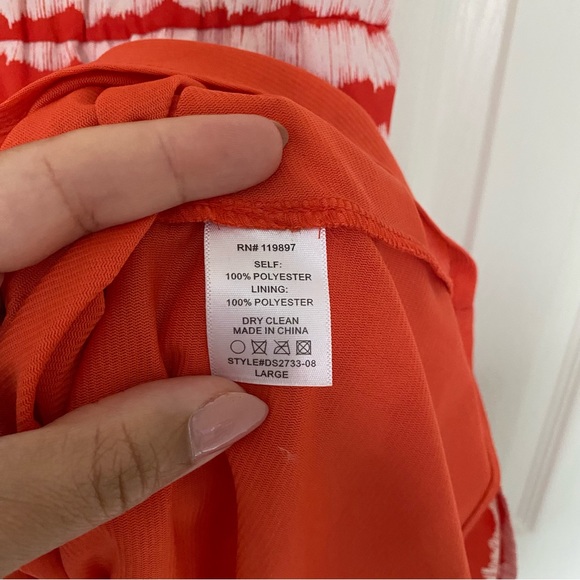 RN# 119897
SELF:
100% POLYESTER
LINING:
100% POLYESTER
DRY CLEAN
MADE IN CHINA
STYLE#DS2733-08
LARGE